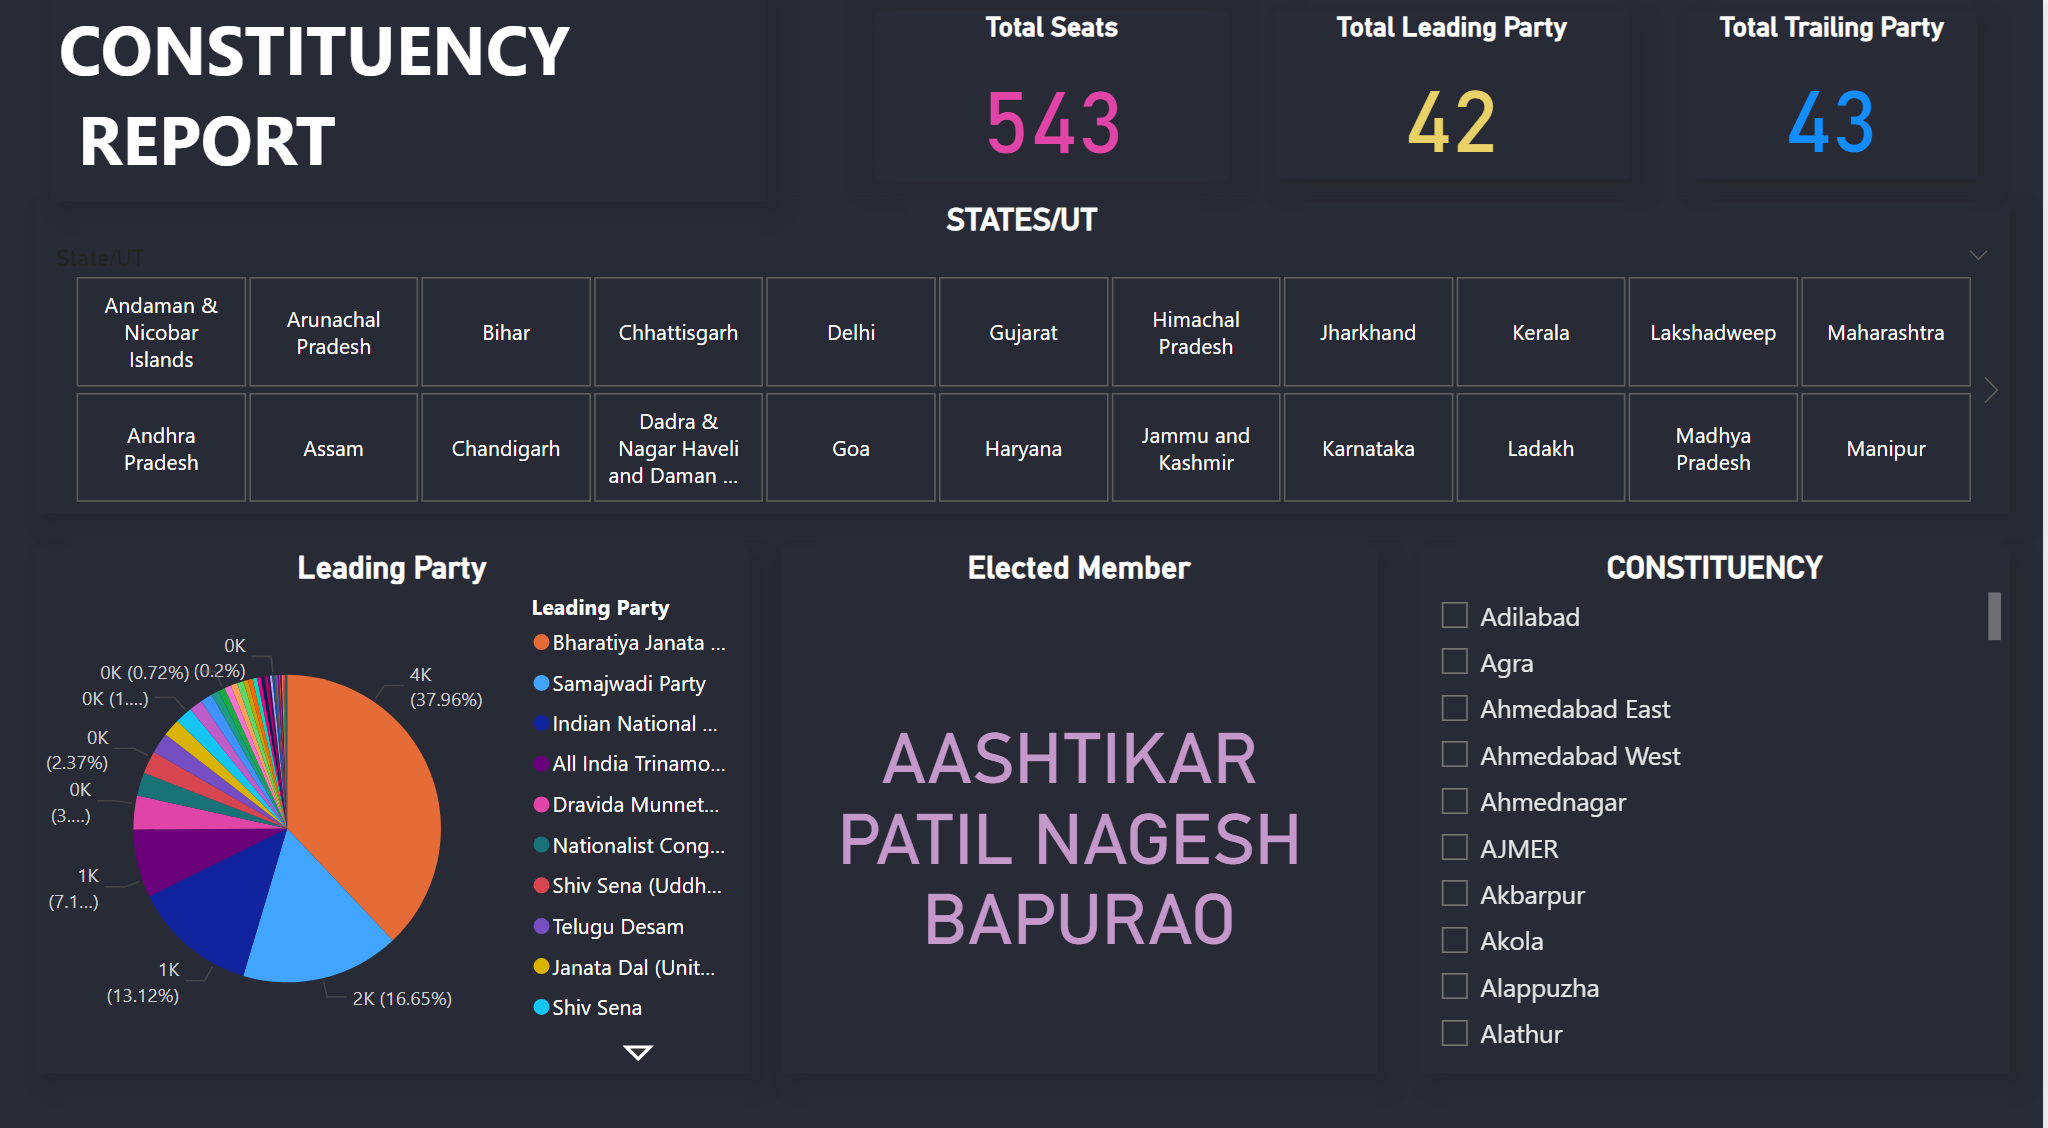 CONSTITUENCY
REPORT
Total Seats
543
Total Leading Party
42
Total Trailing Party
43
STATES/UT
State/UT
Andaman &
Nicobar
Islands
Arunachal
Pradesh
Bihar
Chhattisgarh
Delhi
Gujarat
Himachal
Pradesh
Jharkhand
Kerala
Lakshadweep
Maharashtra
Andhra
Pradesh
Assam
Chandigarh
Dadra &
Nagar Haveli
and Daman ...
Goa
Haryana
Jammu and
Kashmir
Karnataka
Ladakh
Madhya
Pradesh
Manipur
Leading Party
0K
(0.2%)
0K (0.72%)
0K (1....)
0K
(2.37%)
0K
(3....)
1K
(7.1...)
1K
(13.12%)
2K (16.65%)
4K
(37.96%)
Leading Party
Bharatiya Janata ...
Samajwadi Party
Indian National ...
All India Trinamo...
Dravida Munnet...
Nationalist Cong...
Shiv Sena (Uddh...
Telugu Desam
Janata Dal (Unit...
Shiv Sena
Elected Member
AASHTIKAR
PATIL NAGESH
BAPURAO
CONSTITUENCY
Adilabad
Agra
Ahmedabad East
Ahmedabad West
Ahmednagar
AJMER
Akbarpur
Akola
Alappuzha
Alathur